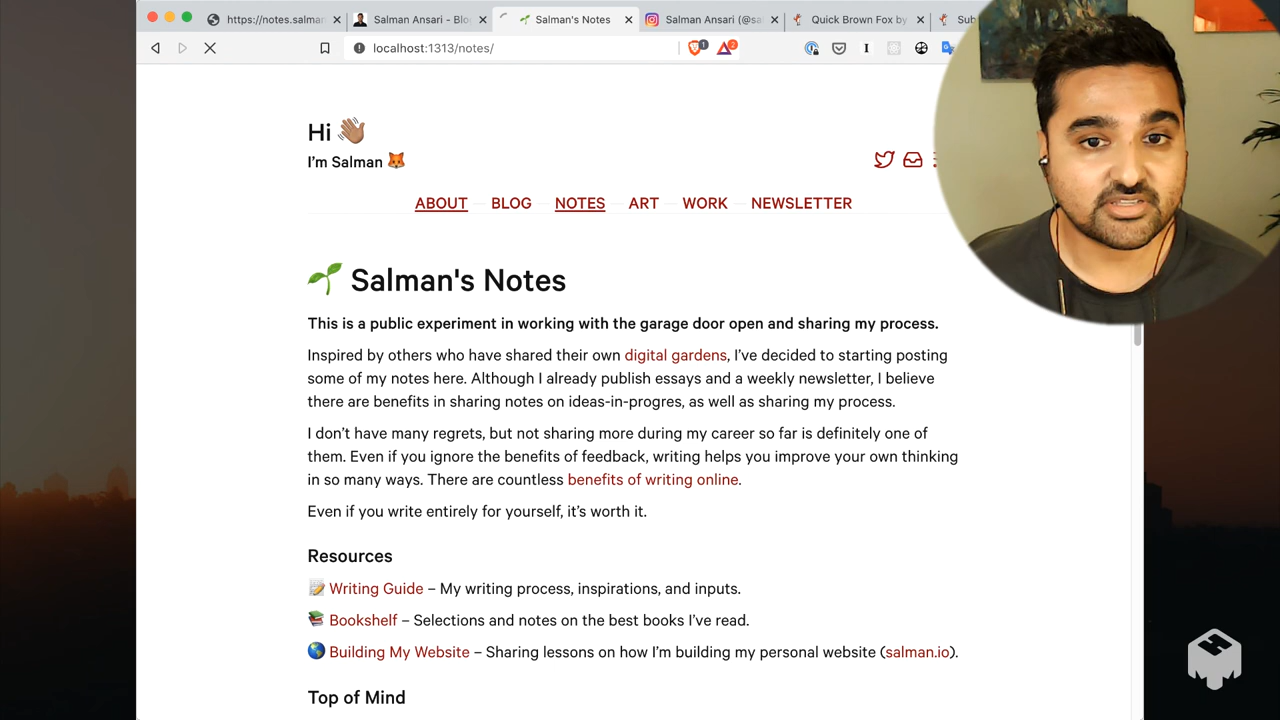 https://notes.salman
Salman Ansari - Blo
Salman's Notes
Salman Ansari (@sal
Quick Brown Fox by
Sub
localhost:1313/notes/
1
2
I
Hi 👋🏽
I'm Salman 🦊
ABOUT BLOG NOTES ART WORK NEWSLETTER
🌱 Salman's Notes
This is a public experiment in working with the garage door open and sharing my process.
Inspired by others who have shared their own digital gardens, I've decided to starting posting
some of my notes here. Although I already publish essays and a weekly newsletter, I believe
there are benefits in sharing notes on ideas-in-progres, as well as sharing my process.
I don't have many regrets, but not sharing more during my career so far is definitely one of
them. Even if you ignore the benefits of feedback, writing helps you improve your own thinking
in so many ways. There are countless benefits of writing online.
Even if you write entirely for yourself, it's worth it.
Resources
📝 Writing Guide – My writing process, inspirations, and inputs.
📚 Bookshelf – Selections and notes on the best books I've read.
🌎 Building My Website – Sharing lessons on how I'm building my personal website (salman.io).
Top of Mind